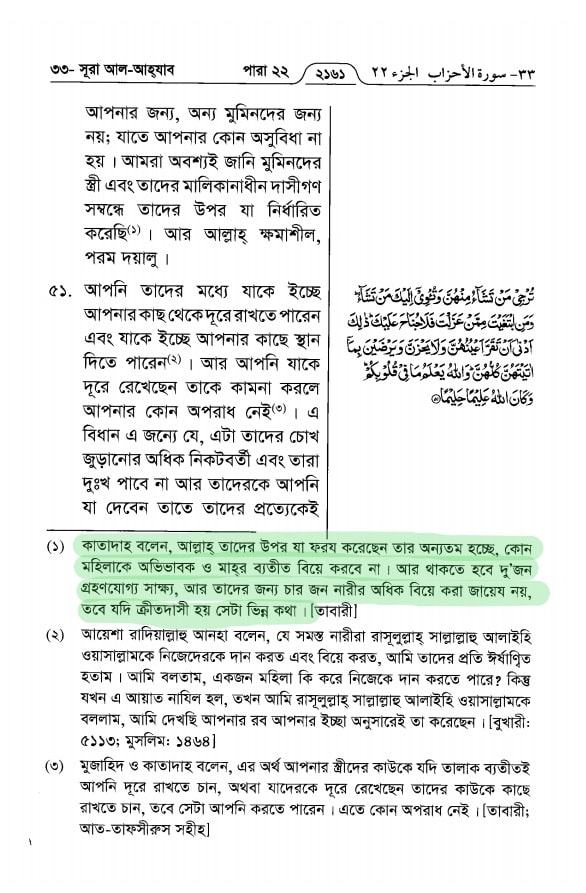 ৩৩- সূরা আল-আহ্‌যাব পারা ২২ ২১৬১ ٣٣- سورة الأحزاب الجزء ٢٢
আপনার জন্য, অন্য মুমিনদের জন্য
নয়; যাতে আপনার কোন অসুবিধা না
হয়। আমরা অবশ্যই জানি মুমিনদের
স্ত্রী এবং তাদের মালিকানাধীন দাসীগণ
সম্বন্ধে তাদের উপর যা নির্ধারিত
করেছি(১)। আর আল্লাহ্ ক্ষমাশীল,
পরম দয়ালু।
৫১. আপনি তাদের মধ্যে যাকে ইচ্ছে
আপনার কাছ থেকে দূরে রাখতে পারেন
এবং যাকে ইচ্ছে আপনার কাছে স্থান
দিতে পারেন(২)। আর আপনি যাকে
দূরে রেখেছেন তাকে কামনা করলে
আপনার কোন অপরাধ নেই(৩)। এ
বিধান এ জন্যে যে, এটা তাদের চোখ
জুড়ানোর অধিক নিকটবর্তী এবং তারা
দুঃখ পাবে না আর তাদেরকে আপনি
যা দেবেন তাতে তাদের প্রত্যেকেই
تُرْجِيْ مَنْ تَشَآءُ مِنْهُنَّ وَتُـْٔوِيْٓ اِلَيْكَ مَنْ تَشَآءُ ؕ
وَمَنِ ابْتَغَيْتَ مِمَّنْ عَزَلْتَ فَلَا جُنَاحَ عَلَيْكَ ؕ ذٰلِكَ
اَدْنٰٓى اَنْ تَقَرَّ اَعْيُنُهُنَّ وَلَا يَحْزَنَّ وَيَرْضَيْنَ بِمَآ
اٰتَيْتَهُنَّ كُلُّهُنَّ ؕ وَاللّٰهُ يَعْلَمُ مَا فِيْ قُلُوْبِكُمْ ؕ
وَكَانَ اللّٰهُ عَلِيْمًا حَلِيْمًا ۝
(১) কাতাদাহ বলেন, আল্লাহ্ তাদের উপর যা ফরয করেছেন তার অন্যতম হচ্ছে, কোন
মহিলাকে অভিভাবক ও মাহ্‌র ব্যতীত বিয়ে করবে না। আর থাকতে হবে দু'জন
গ্রহণযোগ্য সাক্ষ্য, আর তাদের জন্য চার জন নারীর অধিক বিয়ে করা জায়েয নয়,
তবে যদি ক্রীতদাসী হয় সেটা ভিন্ন কথা। [তাবারী]
(২) আয়েশা রাদিয়াল্লাহু আনহা বলেন, যে সমস্ত নারীরা রাসূলুল্লাহ্ সাল্লাল্লাহু আলাইহি
ওয়াসাল্লামকে নিজেদেরকে দান করত এবং বিয়ে করত, আমি তাদের প্রতি ঈর্ষাণ্বিত
হতাম। আমি বলতাম, একজন মহিলা কি করে নিজেকে দান করতে পারে? কিন্তু
যখন এ আয়াত নাযিল হল, তখন আমি রাসূলুল্লাহ্ সাল্লাল্লাহু আলাইহি ওয়াসাল্লামকে
বললাম, আমি দেখছি আপনার রব আপনার ইচ্ছা অনুসারেই তা করেছেন। [বুখারী:
৫১১৩; মুসলিম: ১৪৬৪]
(৩) মুজাহিদ ও কাতাদাহ বলেন, এর অর্থ আপনার স্ত্রীদের কাউকে যদি তালাক ব্যতীতই
আপনি দূরে রাখতে চান, অথবা যাদেরকে দূরে রেখেছেন তাদের কাউকে কাছে
রাখতে চান, তবে সেটা আপনি করতে পারেন। এতে কোন অপরাধ নেই। [তাবারী;
আত-তাফসীরুস সহীহ]